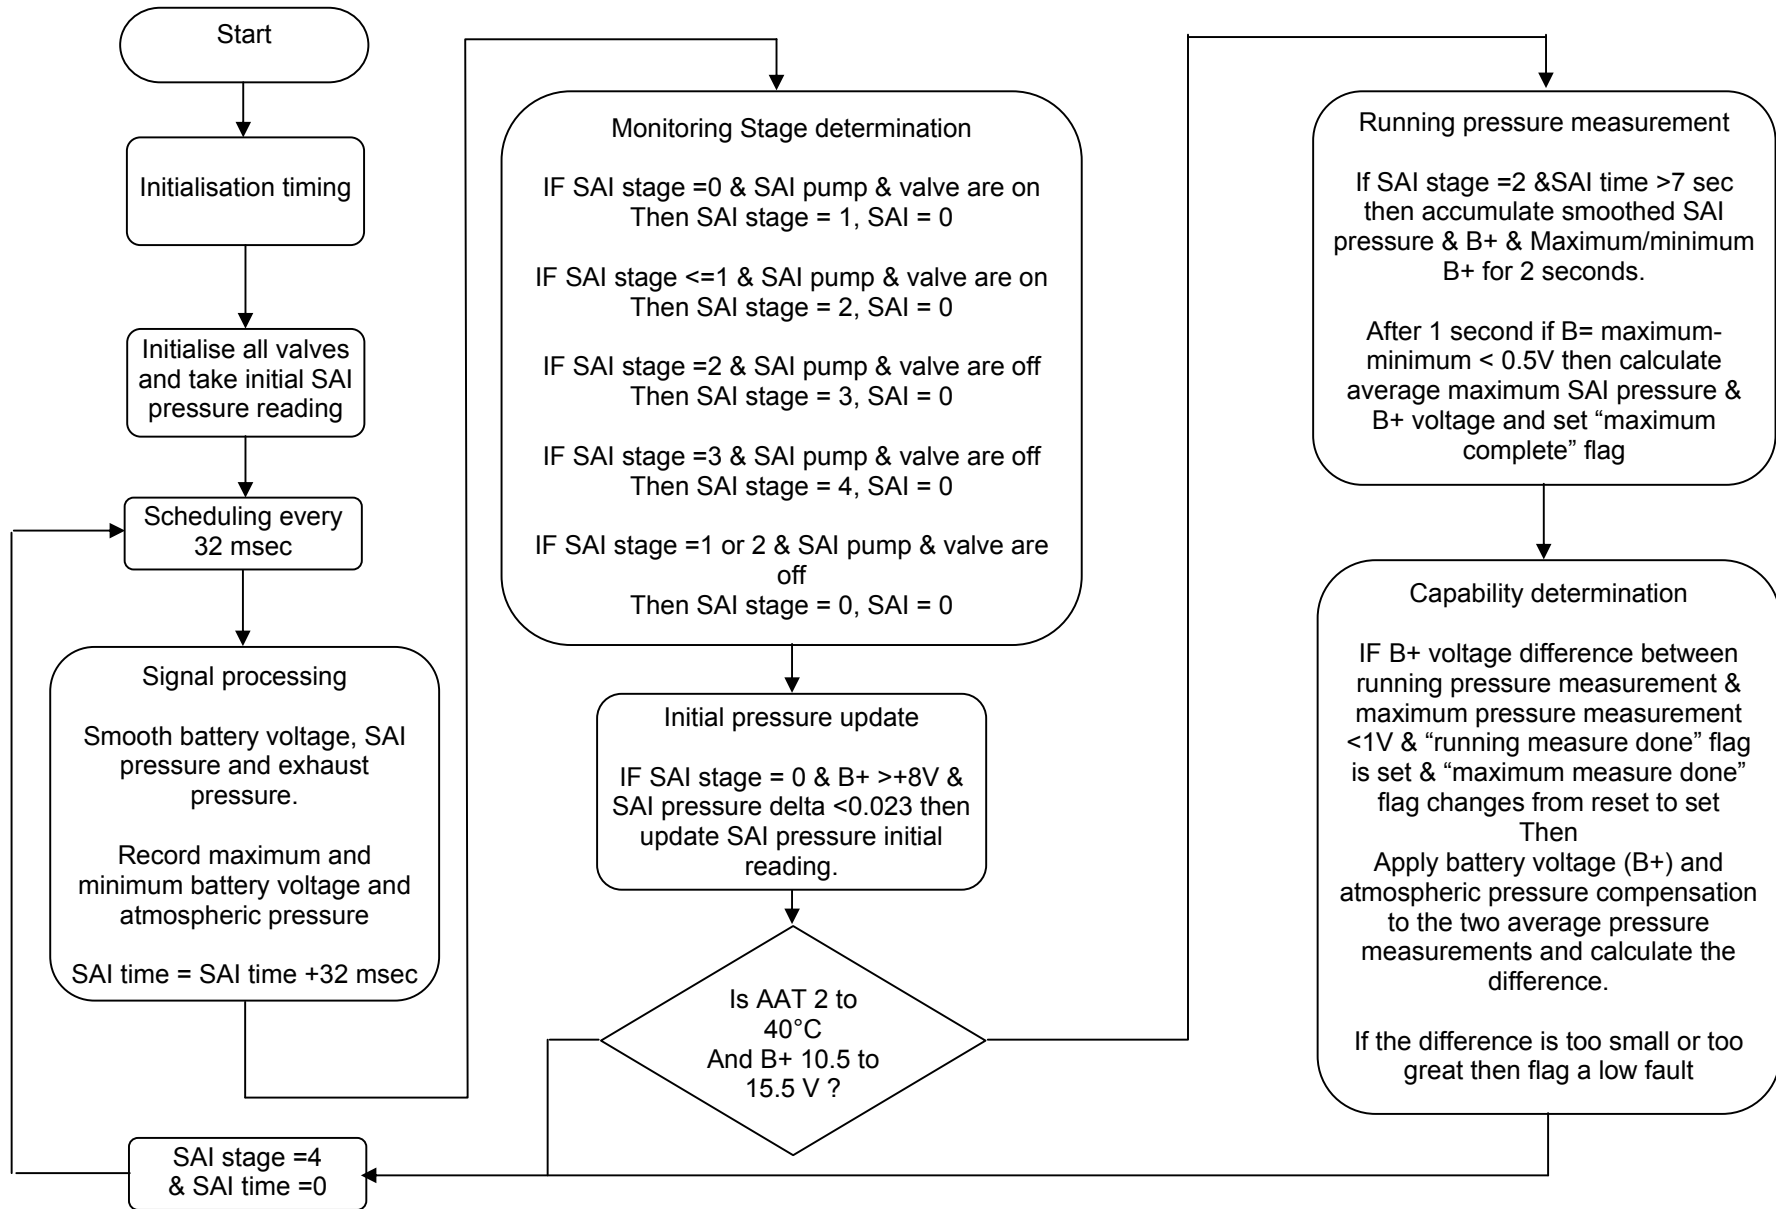 Start
Initialisation timing
Initialise all valves
and take initial SAI
pressure reading
Scheduling every
32 msec
Signal processing
Smooth battery voltage, SAI
pressure and exhaust
pressure.
Record maximum and
minimum battery voltage and
atmospheric pressure
SAI time = SAI time +32 msec
Monitoring Stage determination
IF SAI stage =0 & SAI pump & valve are on
Then SAI stage = 1, SAI = 0
IF SAI stage <=1 & SAI pump & valve are on
Then SAI stage = 2, SAI = 0
IF SAI stage =2 & SAI pump & valve are off
Then SAI stage = 3, SAI = 0
IF SAI stage =3 & SAI pump & valve are off
Then SAI stage = 4, SAI = 0
IF SAI stage =1 or 2 & SAI pump & valve are
off
Then SAI stage = 0, SAI = 0
Initial pressure update
IF SAI stage = 0 & B+ >+8V &
SAI pressure delta <0.023 then
update SAI pressure initial
reading.
Is AAT 2 to
40°C
And B+ 10.5 to
15.5 V ?
Running pressure measurement
If SAI stage =2 &SAI time >7 sec
then accumulate smoothed SAI
pressure & B+ & Maximum/minimum
B+ for 2 seconds.
After 1 second if B= maximum-
minimum < 0.5V then calculate
average maximum SAI pressure &
B+ voltage and set “maximum
complete” flag
Capability determination
IF B+ voltage difference between
running pressure measurement &
maximum pressure measurement
<1V & “running measure done” flag
is set & “maximum measure done”
flag changes from reset to set
Then
Apply battery voltage (B+) and
atmospheric pressure compensation
to the two average pressure
measurements and calculate the
difference.
If the difference is too small or too
great then flag a low fault
SAI stage =4
& SAI time =0